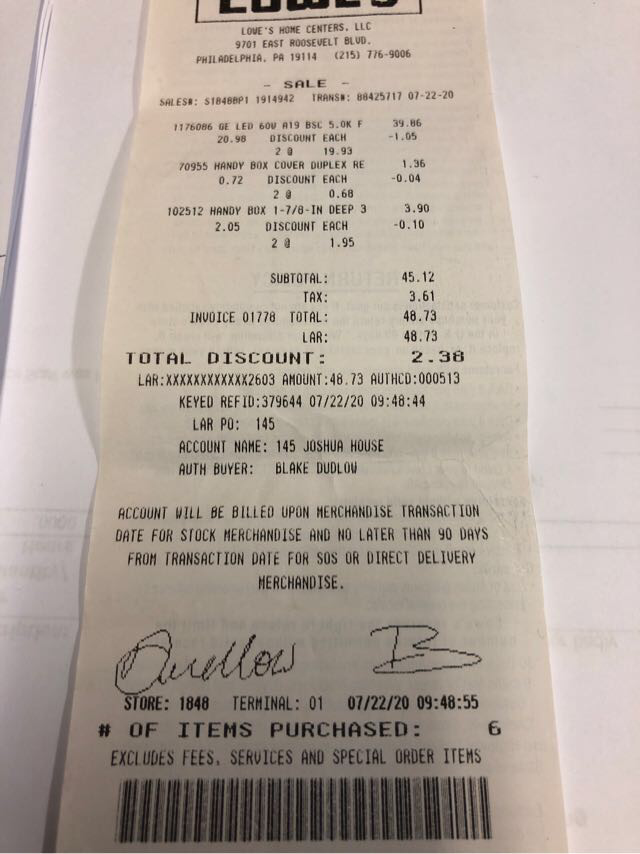 LOWE'S
LOWE'S HOME CENTERS, LLC
9701 EAST ROOSEVELT BLVD.
PHILADELPHIA, PA 19114 (215) 776-9006
- SALE -
SALES#: S1848BP1 1914942 TRANS#: 88425717 07-22-20
1176086 GE LED 60W A19 BSC 5.0K F 39.86
20.98 DISCOUNT EACH -1.05
2 @ 19.93
70955 HANDY BOX COVER DUPLEX RE 1.36
0.72 DISCOUNT EACH -0.04
2 @ 0.68
102512 HANDY BOX 1-7/8-IN DEEP 3 3.90
2.05 DISCOUNT EACH -0.10
2 @ 1.95
SUBTOTAL: 45.12
TAX: 3.61
INVOICE 01778 TOTAL: 48.73
LAR: 48.73
TOTAL DISCOUNT: 2.38
LAR:XXXXXXXXXXXX2603 AMOUNT:48.73 AUTHCD:000513
KEYED REFID:379644 07/22/20 09:48:44
LAR PO: 145
ACCOUNT NAME: 145 JOSHUA HOUSE
AUTH BUYER: BLAKE DUDLOW
ACCOUNT WILL BE BILLED UPON MERCHANDISE TRANSACTION
DATE FOR STOCK MERCHANDISE AND NO LATER THAN 90 DAYS
FROM TRANSACTION DATE FOR SOS OR DIRECT DELIVERY
MERCHANDISE.
Dudlow B
STORE: 1848 TERMINAL: 01 07/22/20 09:48:55
# OF ITEMS PURCHASED: 6
EXCLUDES FEES, SERVICES AND SPECIAL ORDER ITEMS